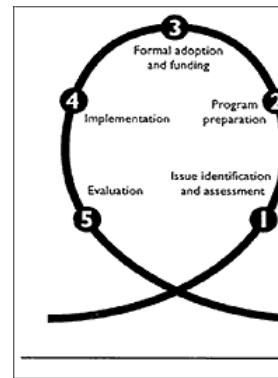 3
Formal adoption
and funding
4
Implementation
2
Program
preparation
Evaluation
5
Issue identification
and assessment
1